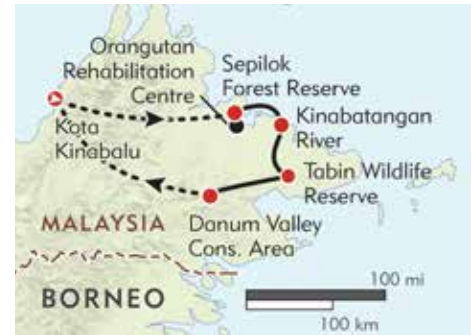 Orangutan
Rehabilitation
Centre
Sepilok
Forest Reserve
Kota
Kinabalu
Kinabatangan
River
Tabin Wildlife
Reserve
Danum Valley
Cons. Area
MALAYSIA
BORNEO
100 mi
100 km